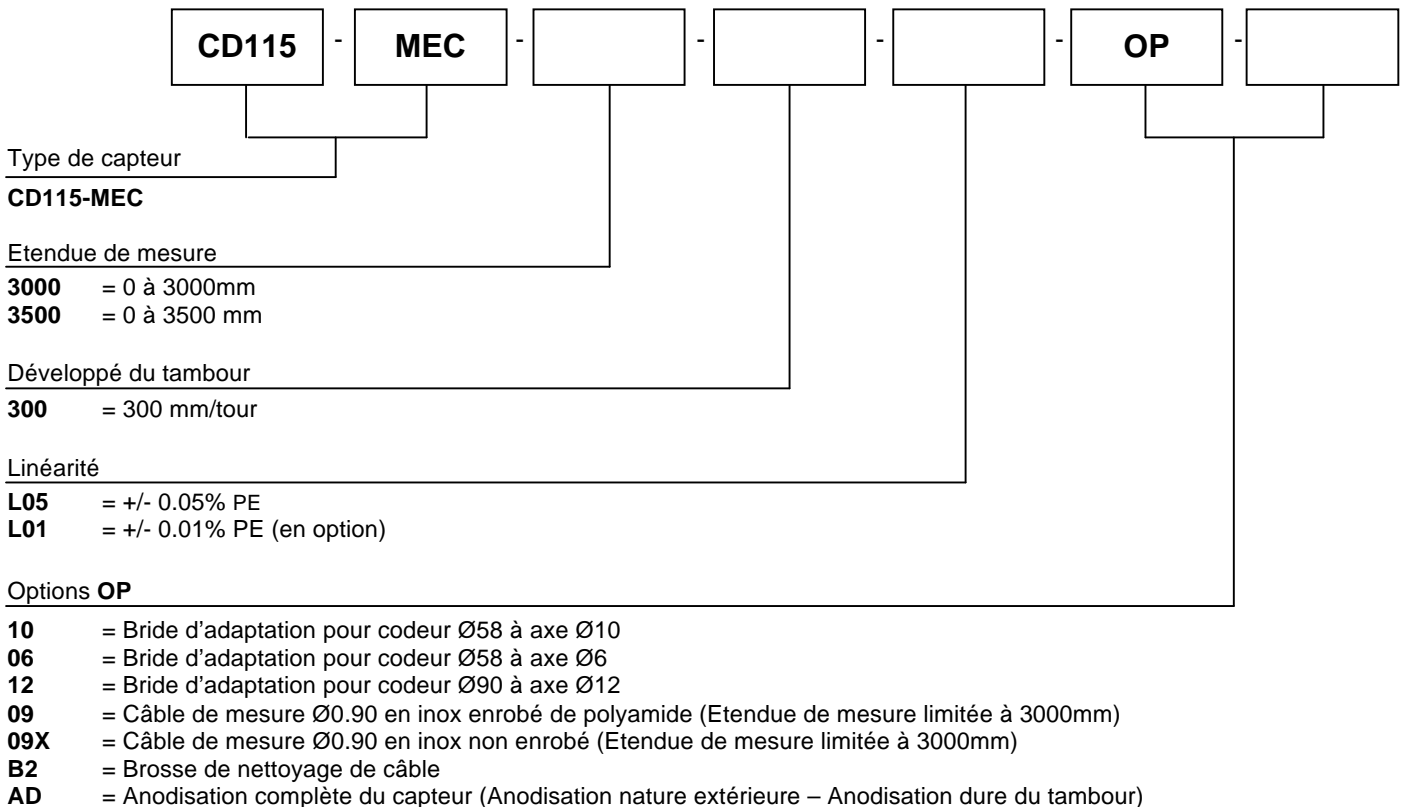 CD115 - MEC - - - - OP -
Type de capteur
CD115-MEC
Etendue de mesure
3000 = 0 à 3000mm
3500 = 0 à 3500 mm
Développé du tambour
300 = 300 mm/tour
Linéarité
L05 = +/- 0.05% PE
L01 = +/- 0.01% PE (en option)
Options OP
10 = Bride d'adaptation pour codeur Ø58 à axe Ø10
06 = Bride d'adaptation pour codeur Ø58 à axe Ø6
12 = Bride d'adaptation pour codeur Ø90 à axe Ø12
09 = Câble de mesure Ø0.90 en inox enrobé de polyamide (Etendue de mesure limitée à 3000mm)
09X = Câble de mesure Ø0.90 en inox non enrobé (Etendue de mesure limitée à 3000mm)
B2 = Brosse de nettoyage de câble
AD = Anodisation complète du capteur (Anodisation nature extérieure – Anodisation dure du tambour)